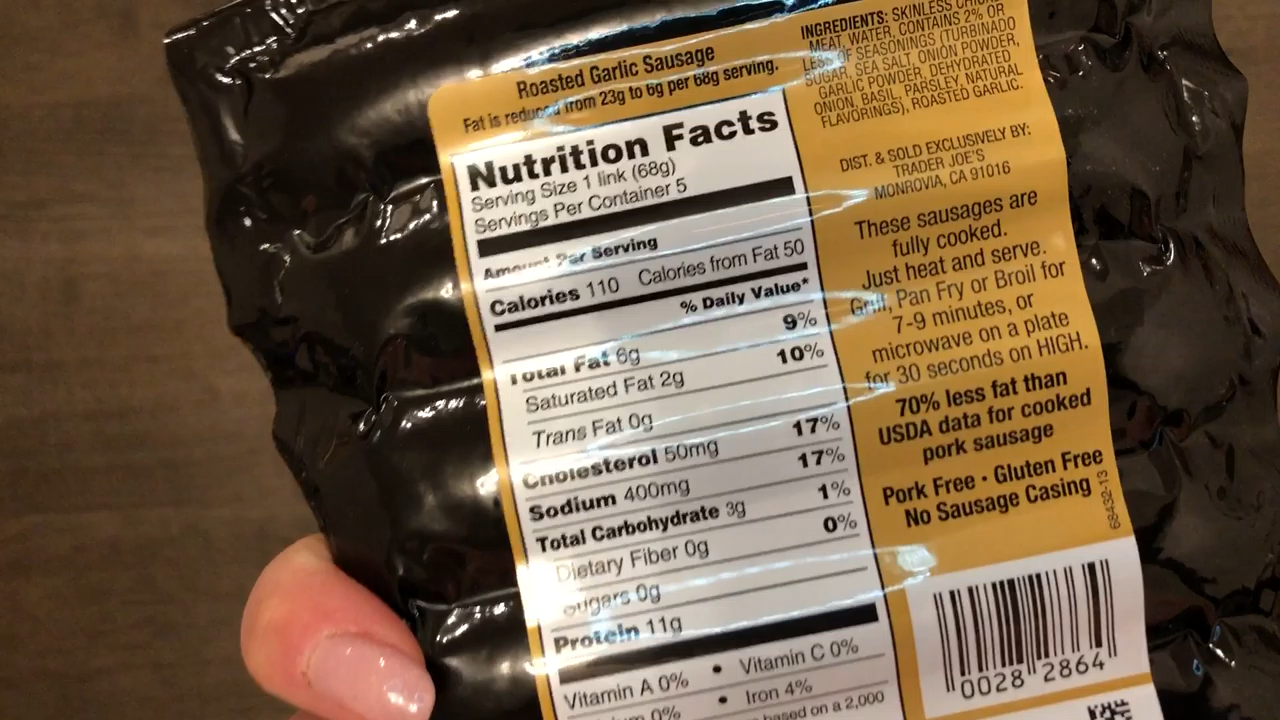 Roasted Garlic Sausage
Fat is reduced from 23g to 6g per 68g serving.
Nutrition Facts
Serving Size 1 link (68g)
Servings Per Container 5
Amount Per Serving
Calories 110 Calories from Fat 50
% Daily Value*
Total Fat 6g 9%
Saturated Fat 2g 10%
Trans Fat 0g
Cholesterol 50mg 17%
Sodium 400mg 17%
Total Carbohydrate 3g 1%
Dietary Fiber 0g 0%
Sugars 0g
Protein 11g
Vitamin A 0% • Vitamin C 0%
0% • Iron 4%
based on a 2,000
INGREDIENTS: SKINLESS CHICKEN
MEAT, WATER, CONTAINS 2% OR
LESS OF SEASONINGS (TURBINADO
SUGAR, SEA SALT, ONION POWDER,
GARLIC POWDER, DEHYDRATED
ONION, BASIL, PARSLEY, NATURAL
FLAVORINGS), ROASTED GARLIC.
DIST. & SOLD EXCLUSIVELY BY:
TRADER JOE'S
MONROVIA, CA 91016
These sausages are
fully cooked.
Just heat and serve.
Grill, Pan Fry or Broil for
7-9 minutes, or
microwave on a plate
for 30 seconds on HIGH.
70% less fat than
USDA data for cooked
pork sausage
Pork Free • Gluten Free
No Sausage Casing
68432-13
0028 2864